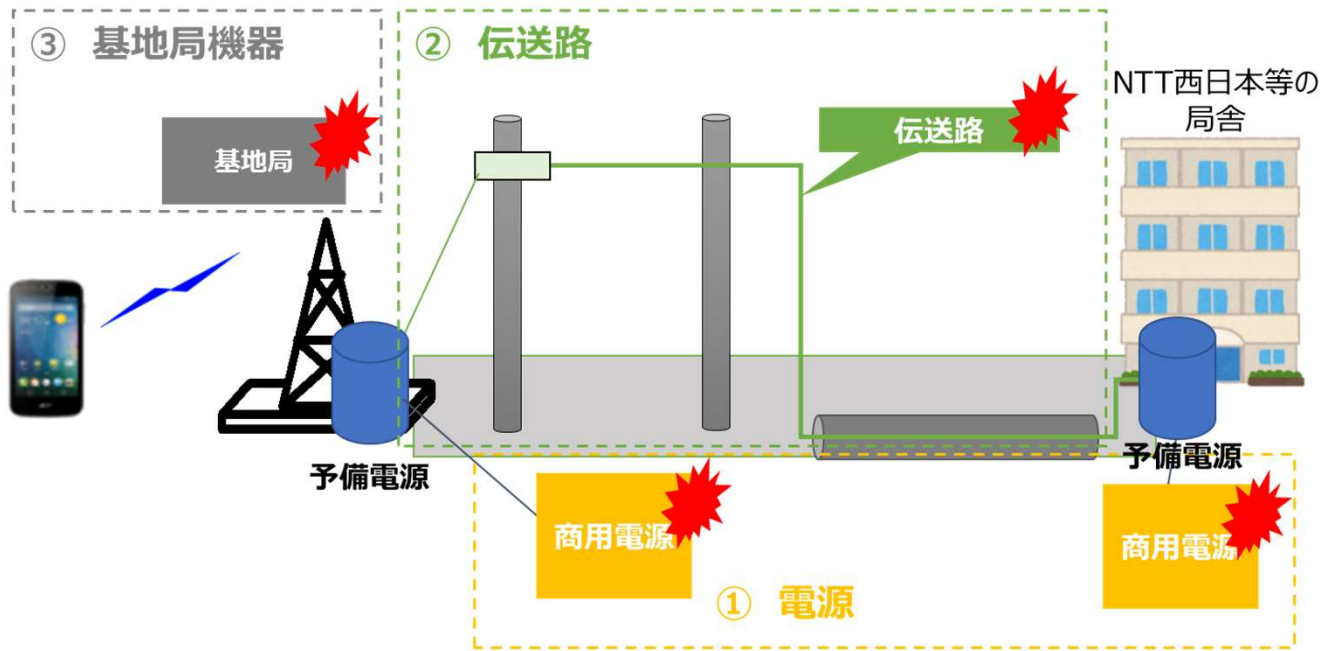 ③ 基地局機器
② 伝送路
NTT西日本等の
局舎
伝送路
基地局
予備電源
予備電源
商用電源
商用電源
① 電源